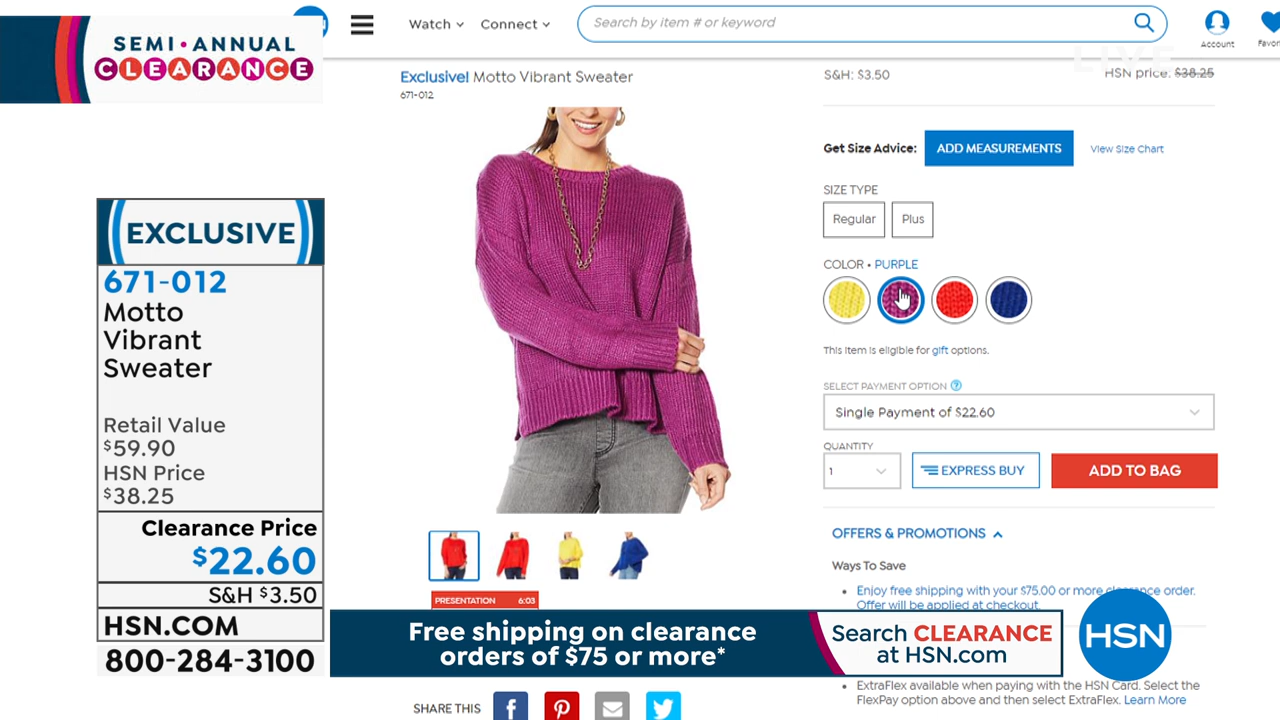 SEMI•ANNUAL
CLEARANCE
Watch
Connect
Search by item # or keyword
Account
LIVE
Exclusive! Motto Vibrant Sweater
671-012
S&H: $3.50
HSN price: $38.25
Get Size Advice:
ADD MEASUREMENTS
View Size Chart
SIZE TYPE
Regular
Plus
COLOR • PURPLE
This item is eligible for gift options.
SELECT PAYMENT OPTION ?
Single Payment of $22.60
QUANTITY
1
EXPRESS BUY
ADD TO BAG
OFFERS & PROMOTIONS
Ways To Save
• Enjoy free shipping with your $75.00 or more clearance order.
Offer will be applied at checkout.
• ExtraFlex available when paying with the HSN Card. Select the
FlexPay option above and then select ExtraFlex. Learn More
EXCLUSIVE
671-012
Motto
Vibrant
Sweater
Retail Value
$59.90
HSN Price
$38.25
Clearance Price
$22.60
S&H $3.50
HSN.COM
800-284-3100
PRESENTATION 6:03
Free shipping on clearance
orders of $75 or more*
Search CLEARANCE
at HSN.com
HSN
SHARE THIS